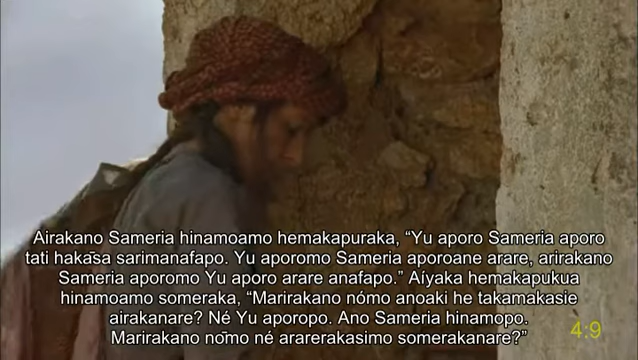 Airakano Sameria hinamoamo hemakapuraka, “Yu aporo Sameria aporo
tati hakāsa sarimanafapo. Yu aporomo Sameria aporoane arare, arirakano
Sameria aporomo Yu aporo arare anafapo.” Aíyaka hemakapukua
hinamoamo someraka, “Marirakano nómo anoaki he takamakasie
airakanare? Né Yu aporopo. Ano Sameria hinamopo.
Marirakano nōmo né ararerakasimo somerakanare?”
4:9